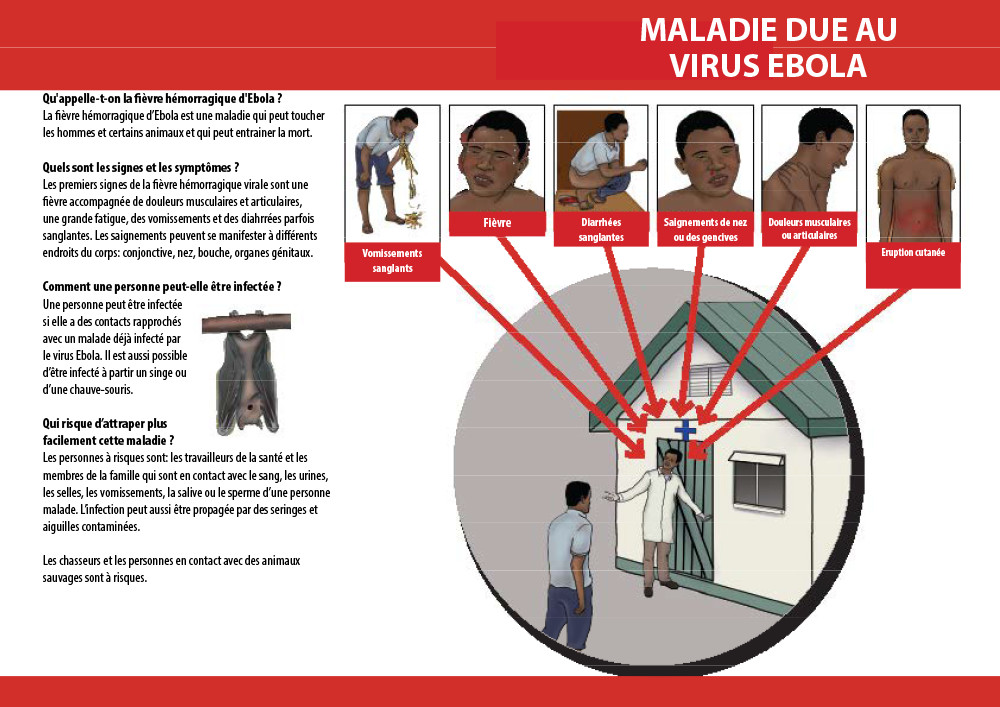 MALADIE DUE AU
VIRUS EBOLA
Qu'appelle-t-on la fièvre hémorragique d'Ebola ?
La fièvre hémorragique d'Ebola est une maladie qui peut toucher
les hommes et certains animaux et qui peut entrainer la mort.
Quels sont les signes et les symptômes ?
Les premiers signes de la fièvre hémorragique virale sont une
fièvre accompagnée de douleurs musculaires et articulaires,
une grande fatigue, des vomissements et des diahrrées parfois
sanglantes. Les saignements peuvent se manifester à différents
endroits du corps: conjonctive, nez, bouche, organes génitaux.
Comment une personne peut-elle être infectée ?
Une personne peut être infectée
si elle a des contacts rapprochés
avec un malade déjà infecté par
le virus Ebola. Il est aussi possible
d'être infecté à partir un singe ou
d'une chauve-souris.
Qui risque d'attraper plus
facilement cette maladie ?
Les personnes à risques sont: les travailleurs de la santé et les
membres de la famille qui sont en contact avec le sang, les urines,
les selles, les vomissements, la salive ou le sperme d'une personne
malade. L'infection peut aussi être propagée par des seringes et
aiguilles contaminées.
Les chasseurs et les personnes en contact avec des animaux
sauvages sont à risques.
Vomissements
sanglants
Fièvre
Diarrhées
sanglantes
Saignements de nez
ou des gencives
Douleurs musculaires
ou articulaires
Eruption cutanée